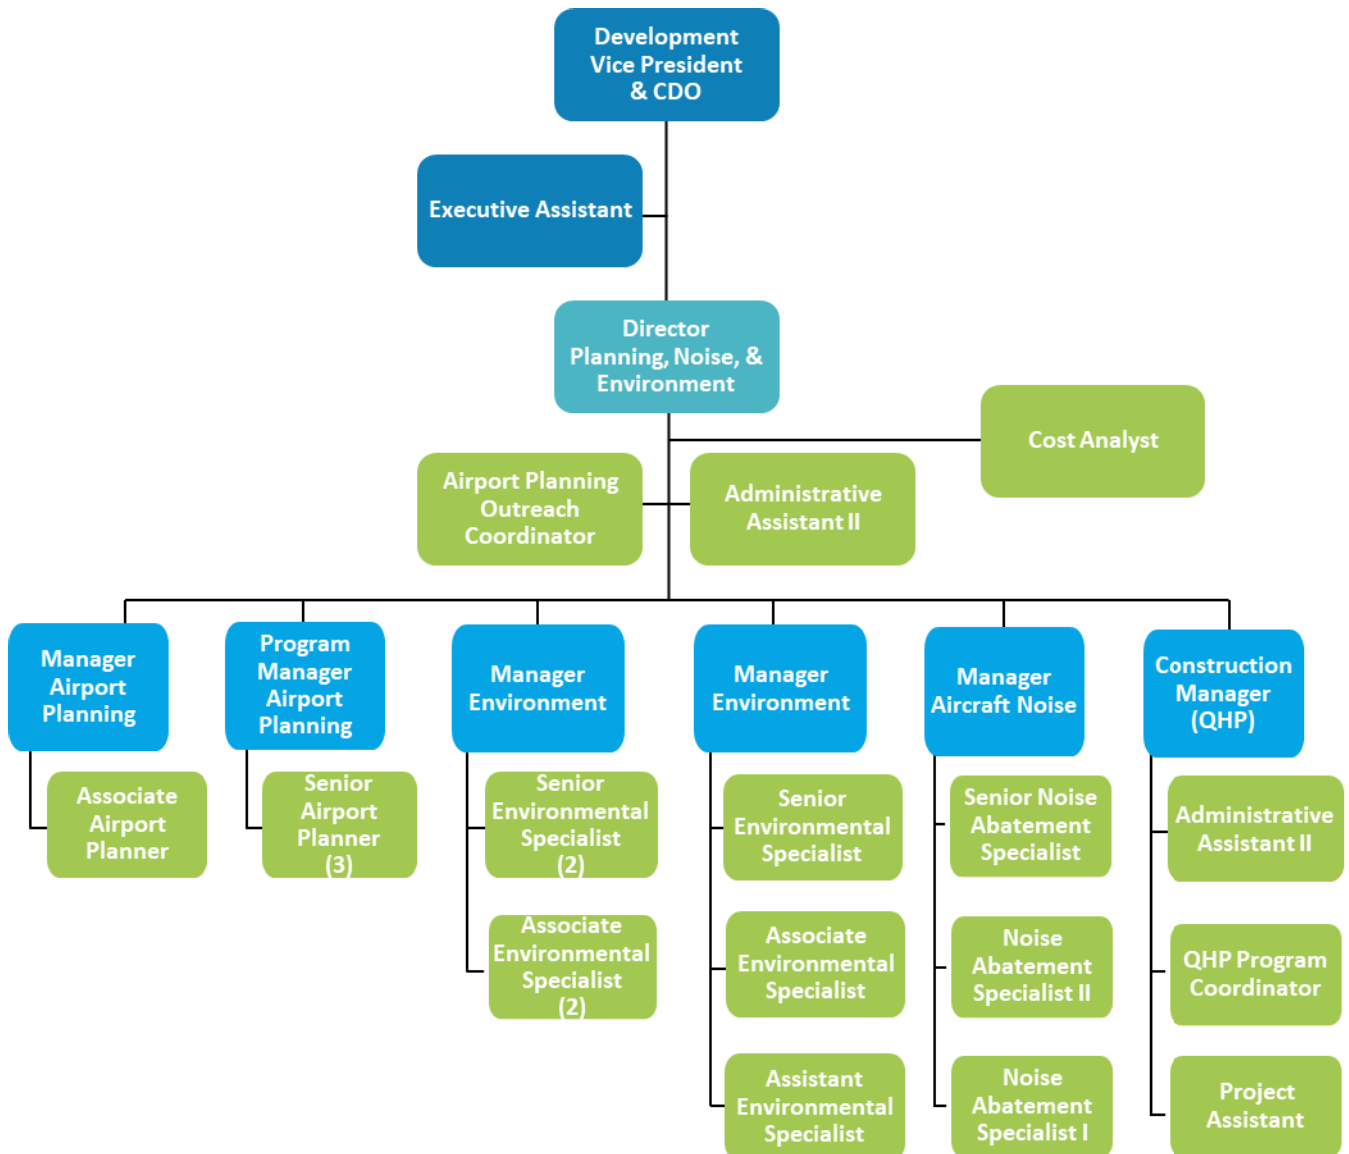 Development
Vice President
& CDO
Executive Assistant
Director
Planning, Noise, &
Environment
Cost Analyst
Airport Planning
Outreach
Coordinator
Administrative
Assistant II
Manager
Airport
Planning
Program
Manager
Airport
Planning
Manager
Environment
Manager
Environment
Manager
Aircraft Noise
Construction
Manager
(QHP)
Associate
Airport
Planner
Senior
Airport
Planner
(3)
Senior
Environmental
Specialist
(2)
Senior
Environmental
Specialist
Senior Noise
Abatement
Specialist
Administrative
Assistant II
Associate
Environmental
Specialist
(2)
Associate
Environmental
Specialist
Noise
Abatement
Specialist II
QHP Program
Coordinator
Assistant
Environmental
Specialist
Noise
Abatement
Specialist I
Project
Assistant